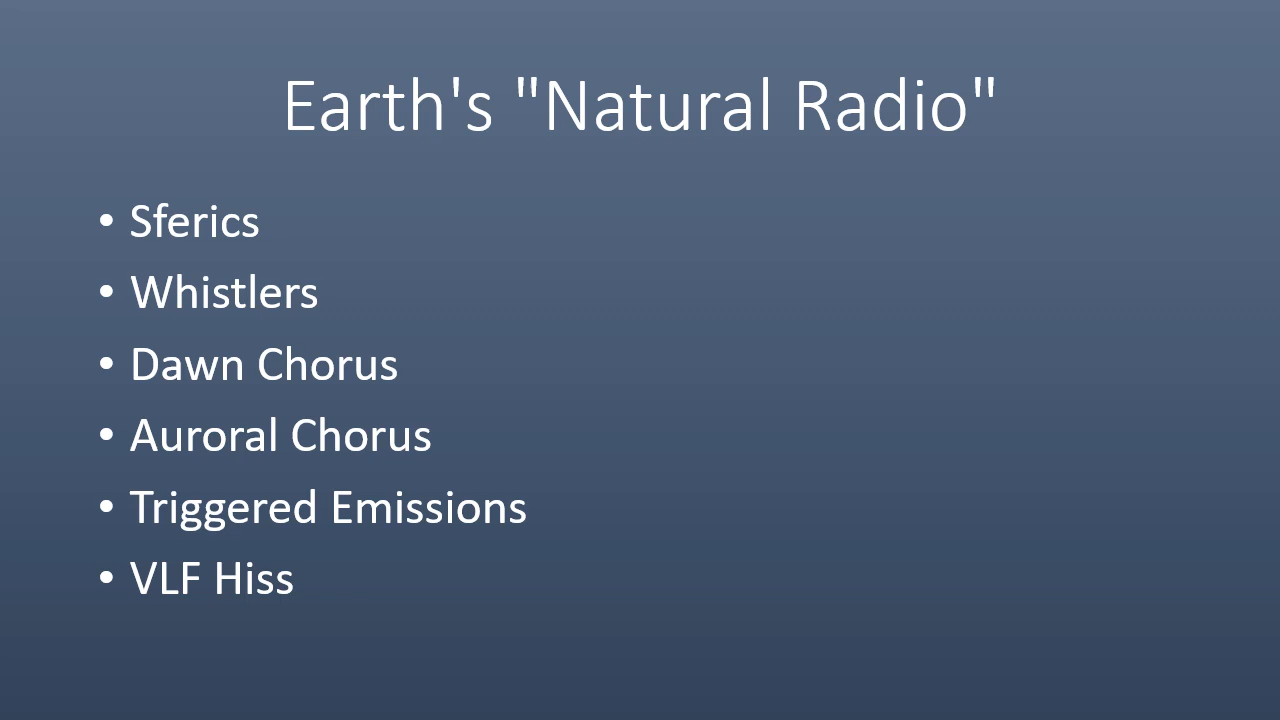 Earth's "Natural Radio"
• Sferics
• Whistlers
• Dawn Chorus
• Auroral Chorus
• Triggered Emissions
• VLF Hiss